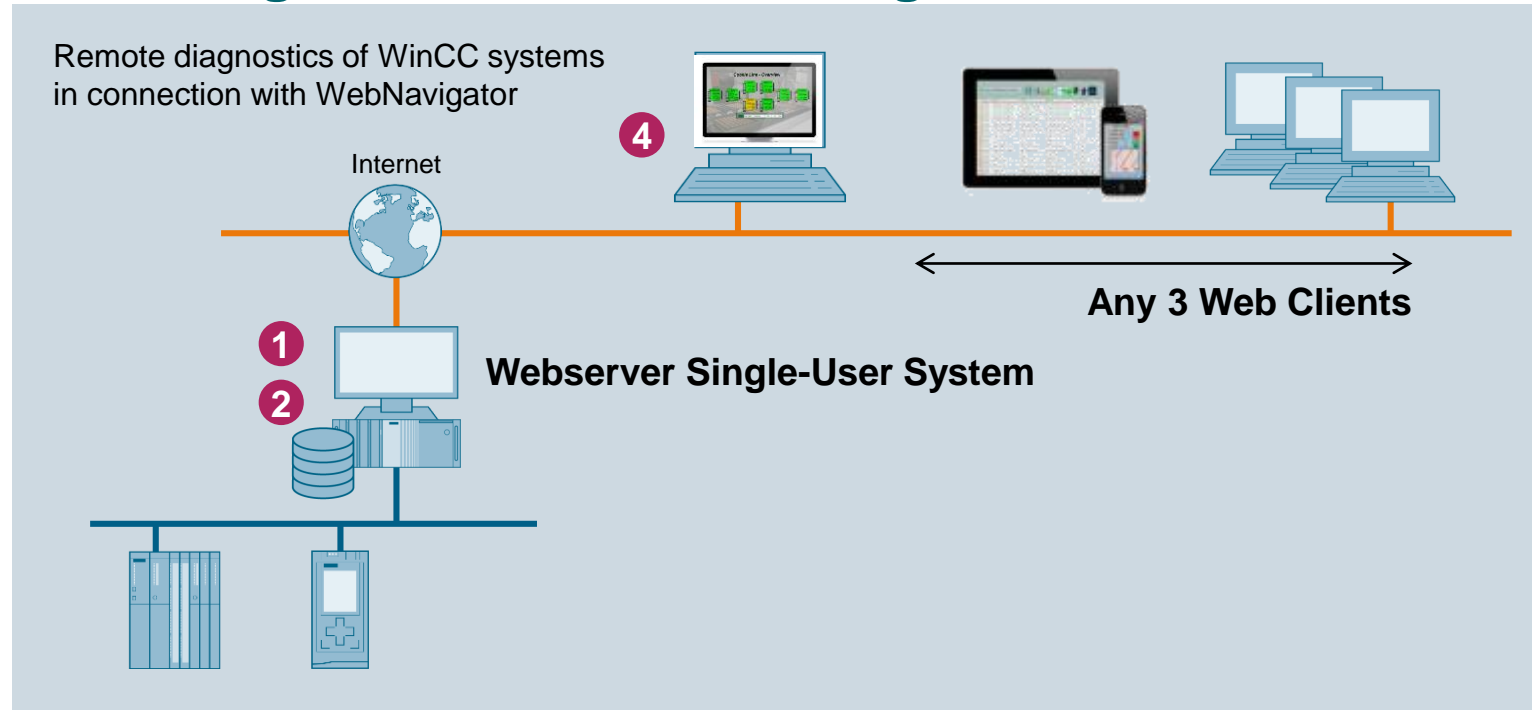 Remote diagnostics of WinCC systems
in connection with WebNavigator
Internet
4
Any 3 Web Clients
1
Webserver Single-User System
2